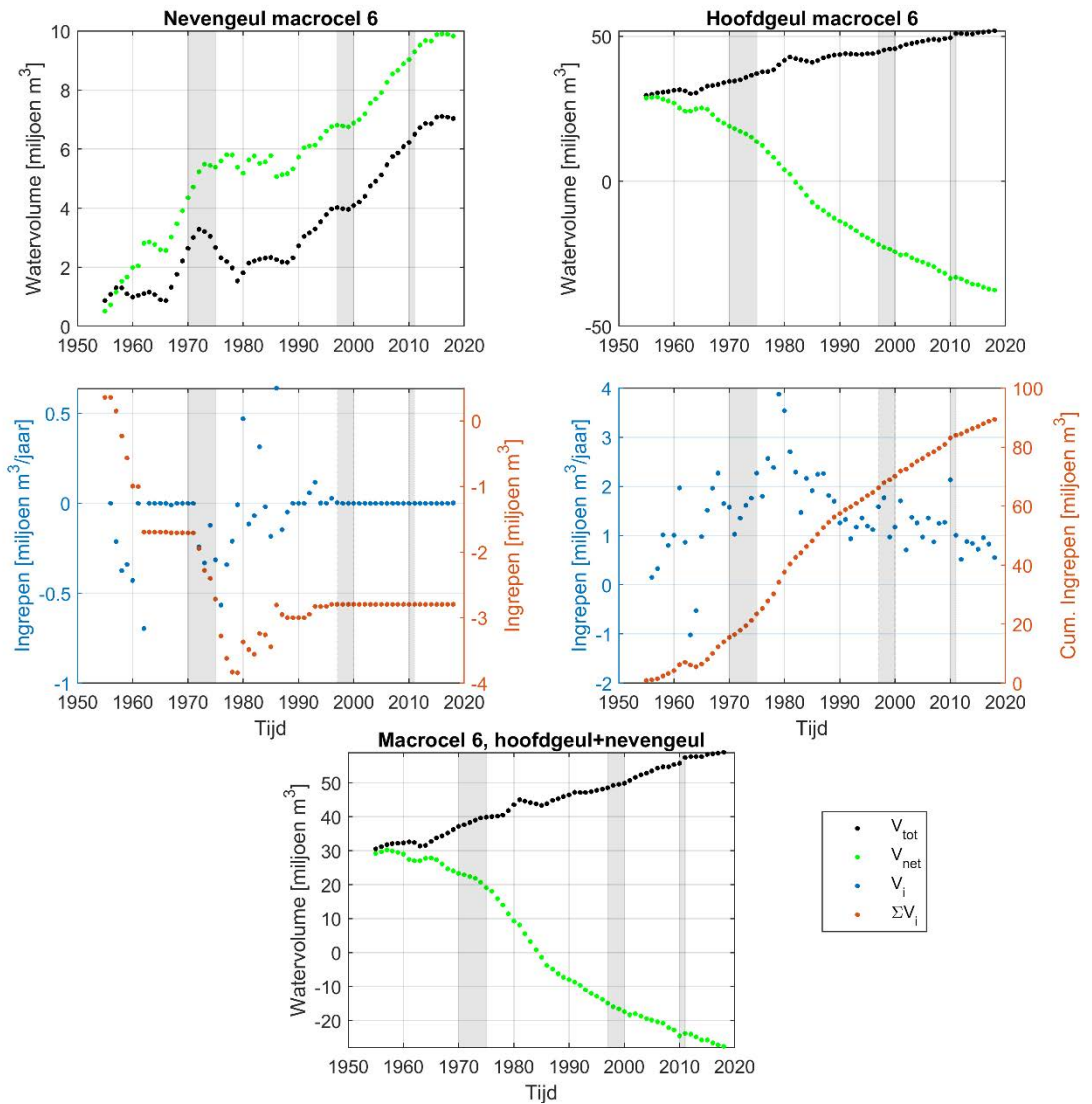 Nevengeul macrocel 6
Watervolume [miljoen m³]
10
8
6
4
2
0
1950 1960 1970 1980 1990 2000 2010 2020
Hoofdgeul macrocel 6
Watervolume [miljoen m³]
50
0
-50
1950 1960 1970 1980 1990 2000 2010 2020
Ingrepen [miljoen m³/jaar]
0.5
0
-0.5
-1
0
-1
-2
-3
-4
Ingrepen [miljoen m³]
1950 1960 1970 1980 1990 2000 2010 2020
Tijd
Ingrepen [miljoen m³/jaar]
4
3
2
1
0
-1
-2
100
80
60
40
20
0
Cum. Ingrepen [miljoen m³]
1950 1960 1970 1980 1990 2000 2010 2020
Tijd
Macrocel 6, hoofdgeul+nevengeul
Watervolume [miljoen m³]
50
40
30
20
10
0
-10
-20
1950 1960 1970 1980 1990 2000 2010 2020
Tijd
V_tot
V_net
V_i
ΣV_i